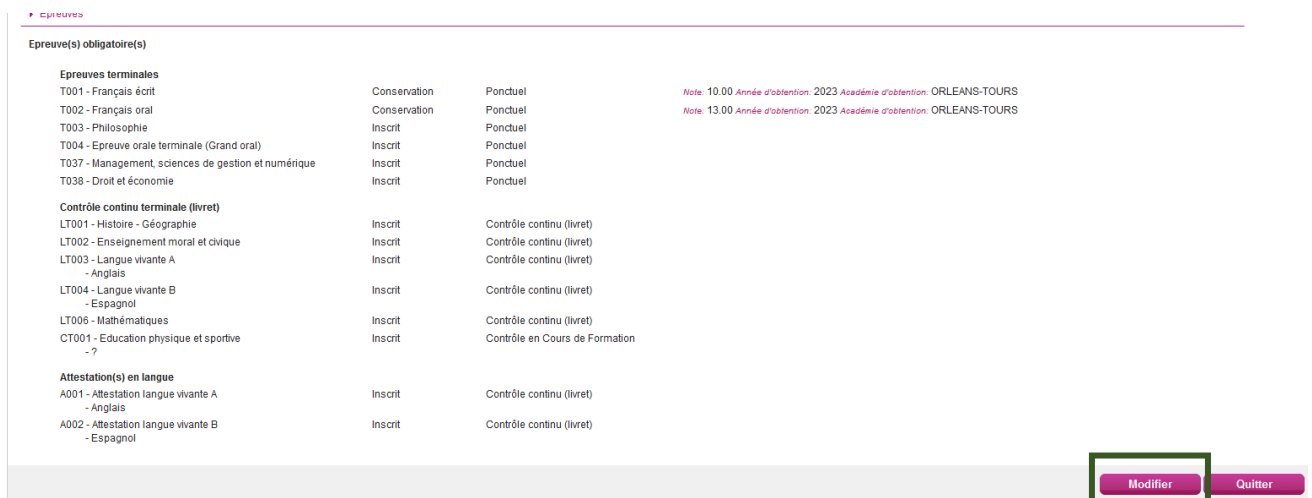 Epreuves
Epreuve(s) obligatoire(s)
Epreuves terminales
T001 - Français écrit Conservation Ponctuel Note: 10.00 Année d'obtention: 2023 Académie d'obtention: ORLEANS-TOURS
T002 - Français oral Conservation Ponctuel Note: 13.00 Année d'obtention: 2023 Académie d'obtention: ORLEANS-TOURS
T003 - Philosophie Inscrit Ponctuel
T004 - Epreuve orale terminale (Grand oral) Inscrit Ponctuel
T037 - Management, sciences de gestion et numérique Inscrit Ponctuel
T038 - Droit et économie Inscrit Ponctuel
Contrôle continu terminale (livret)
LT001 - Histoire - Géographie Inscrit Contrôle continu (livret)
LT002 - Enseignement moral et civique Inscrit Contrôle continu (livret)
LT003 - Langue vivante A Inscrit Contrôle continu (livret)
- Anglais
LT004 - Langue vivante B Inscrit Contrôle continu (livret)
- Espagnol
LT006 - Mathématiques Inscrit Contrôle continu (livret)
CT001 - Education physique et sportive Inscrit Contrôle en Cours de Formation
- ?
Attestation(s) en langue
A001 - Attestation langue vivante A Inscrit Contrôle continu (livret)
- Anglais
A002 - Attestation langue vivante B Inscrit Contrôle continu (livret)
- Espagnol
Modifier Quitter